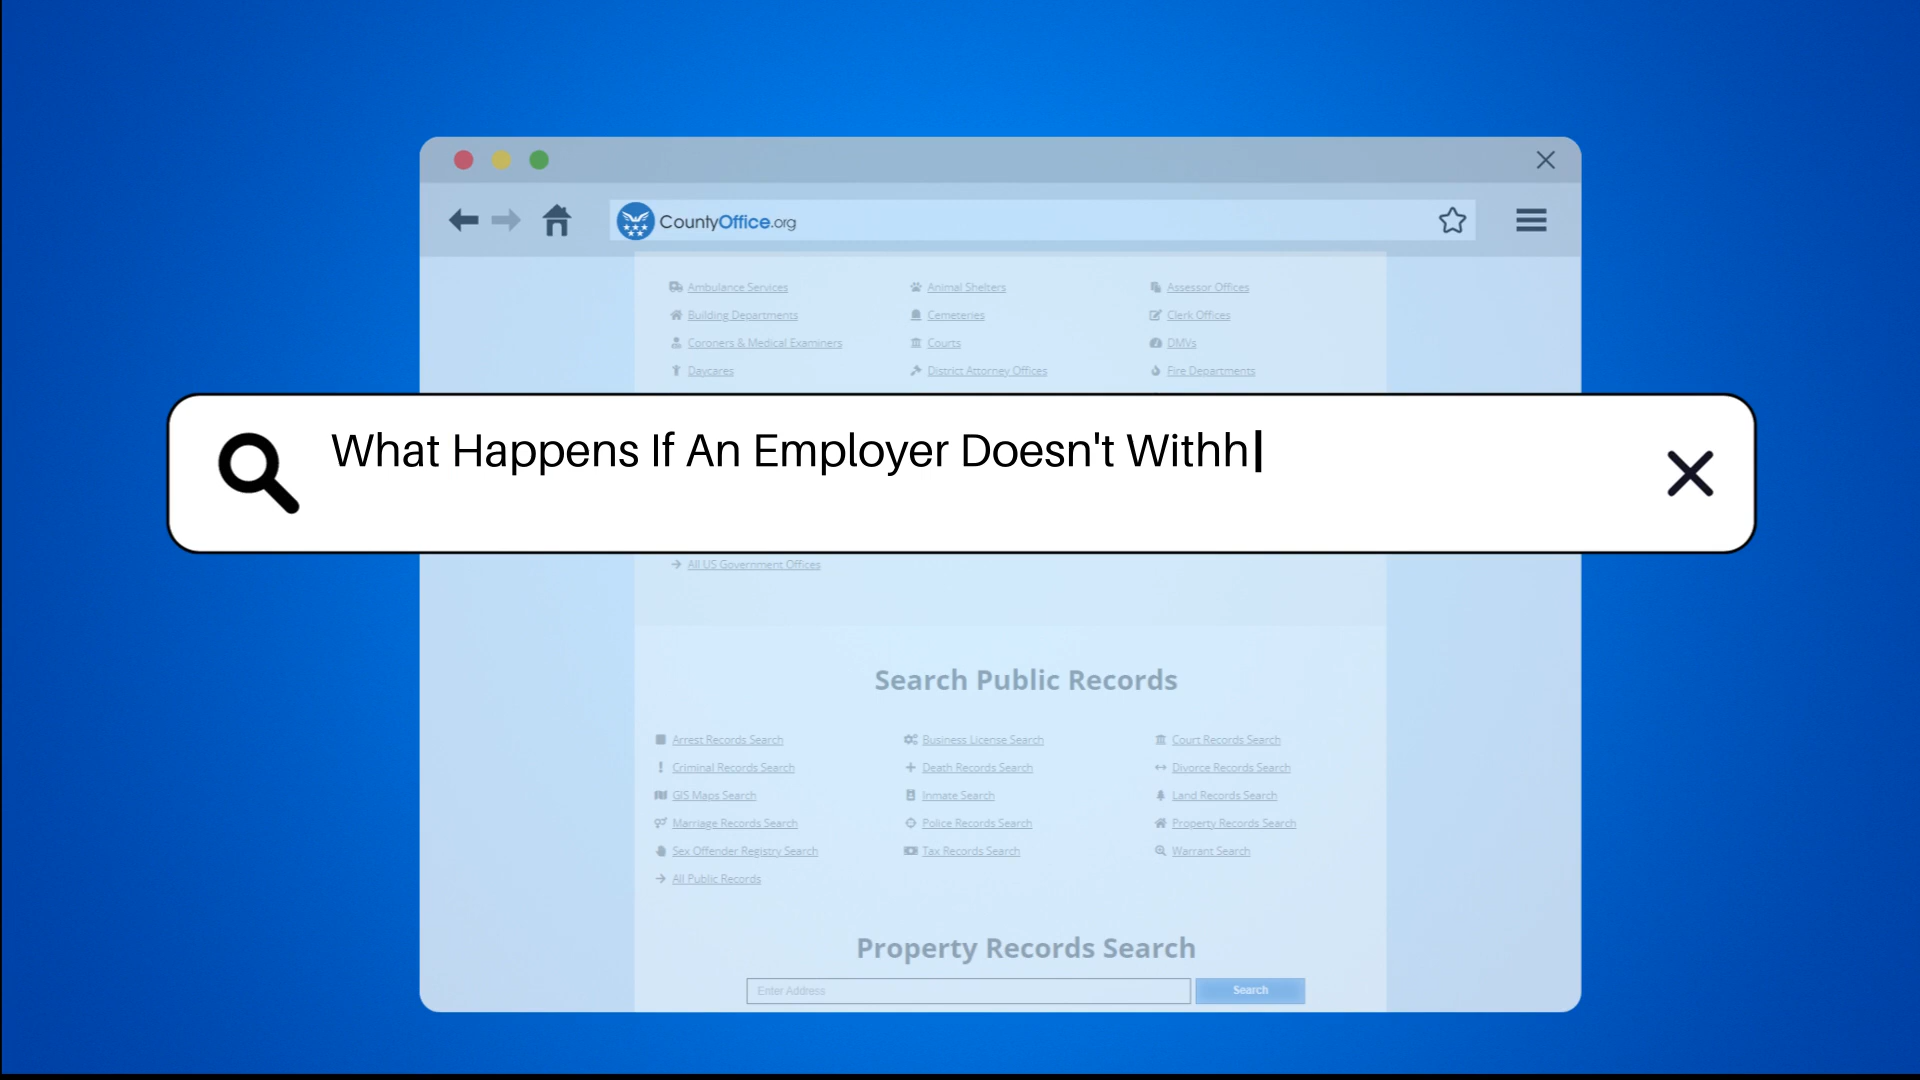 CountyOffice.org
Ambulance Services
Animal Shelters
Assessor Offices
Building Departments
Cemeteries
Clerk Offices
Coroners & Medical Examiners
Courts
DMVs
Daycares
District Attorney Offices
Fire Departments
What Happens If An Employer Doesn't Withh
All US Government Offices
Search Public Records
Arrest Records Search
Business License Search
Court Records Search
Criminal Records Search
Death Records Search
Divorce Records Search
GIS Maps Search
Inmate Search
Land Records Search
Marriage Records Search
Police Records Search
Property Records Search
Sex Offender Registry Search
Tax Records Search
Warrant Search
All Public Records
Property Records Search
Enter Address
Search